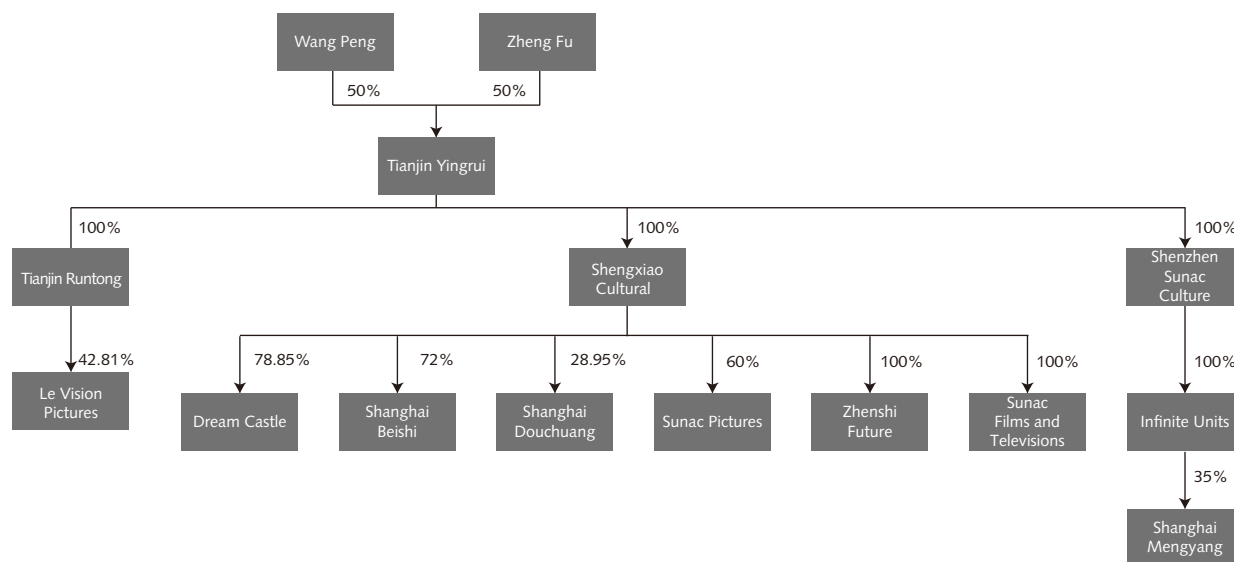 Wang Peng
Zheng Fu
50%
50%
Tianjin Yingrui
100%
100%
100%
Tianjin Runtong
Shengxiao
Cultural
Shenzhen
Sunac
Culture
42.81%
78.85%
72%
28.95%
60%
100%
100%
100%
Le Vision
Pictures
Dream Castle
Shanghai
Beishi
Shanghai
Douchuang
Sunac Pictures
Zhenshi
Future
Sunac
Films and
Televisions
Infinite Units
35%
Shanghai
Mengyang